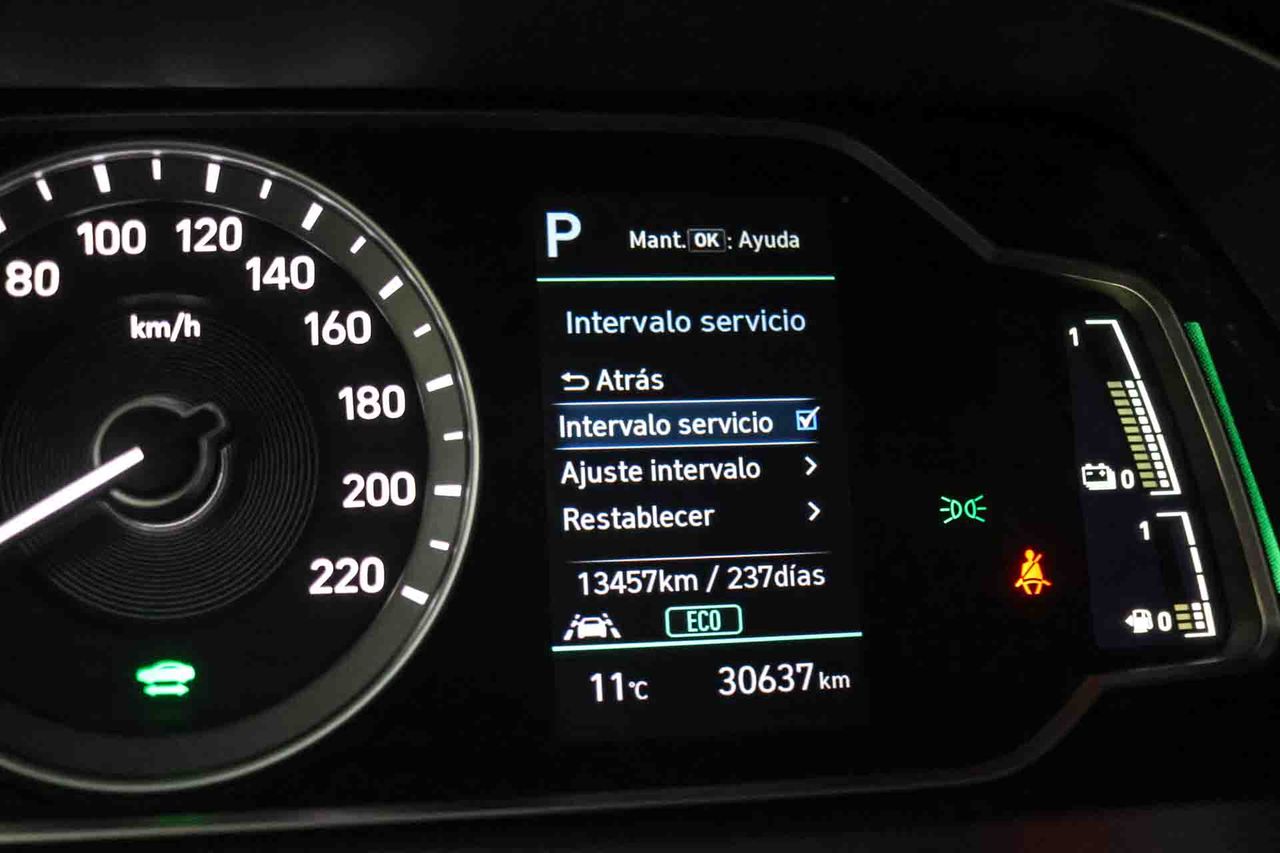 80
100
120
140
160
180
200
220
km/h
P
Mant. OK : Ayuda
Intervalo servicio
Atrás
Intervalo servicio
Ajuste intervalo
Restablecer
13457km / 237días
ECO
11°C
30637 km
1
0
1
0